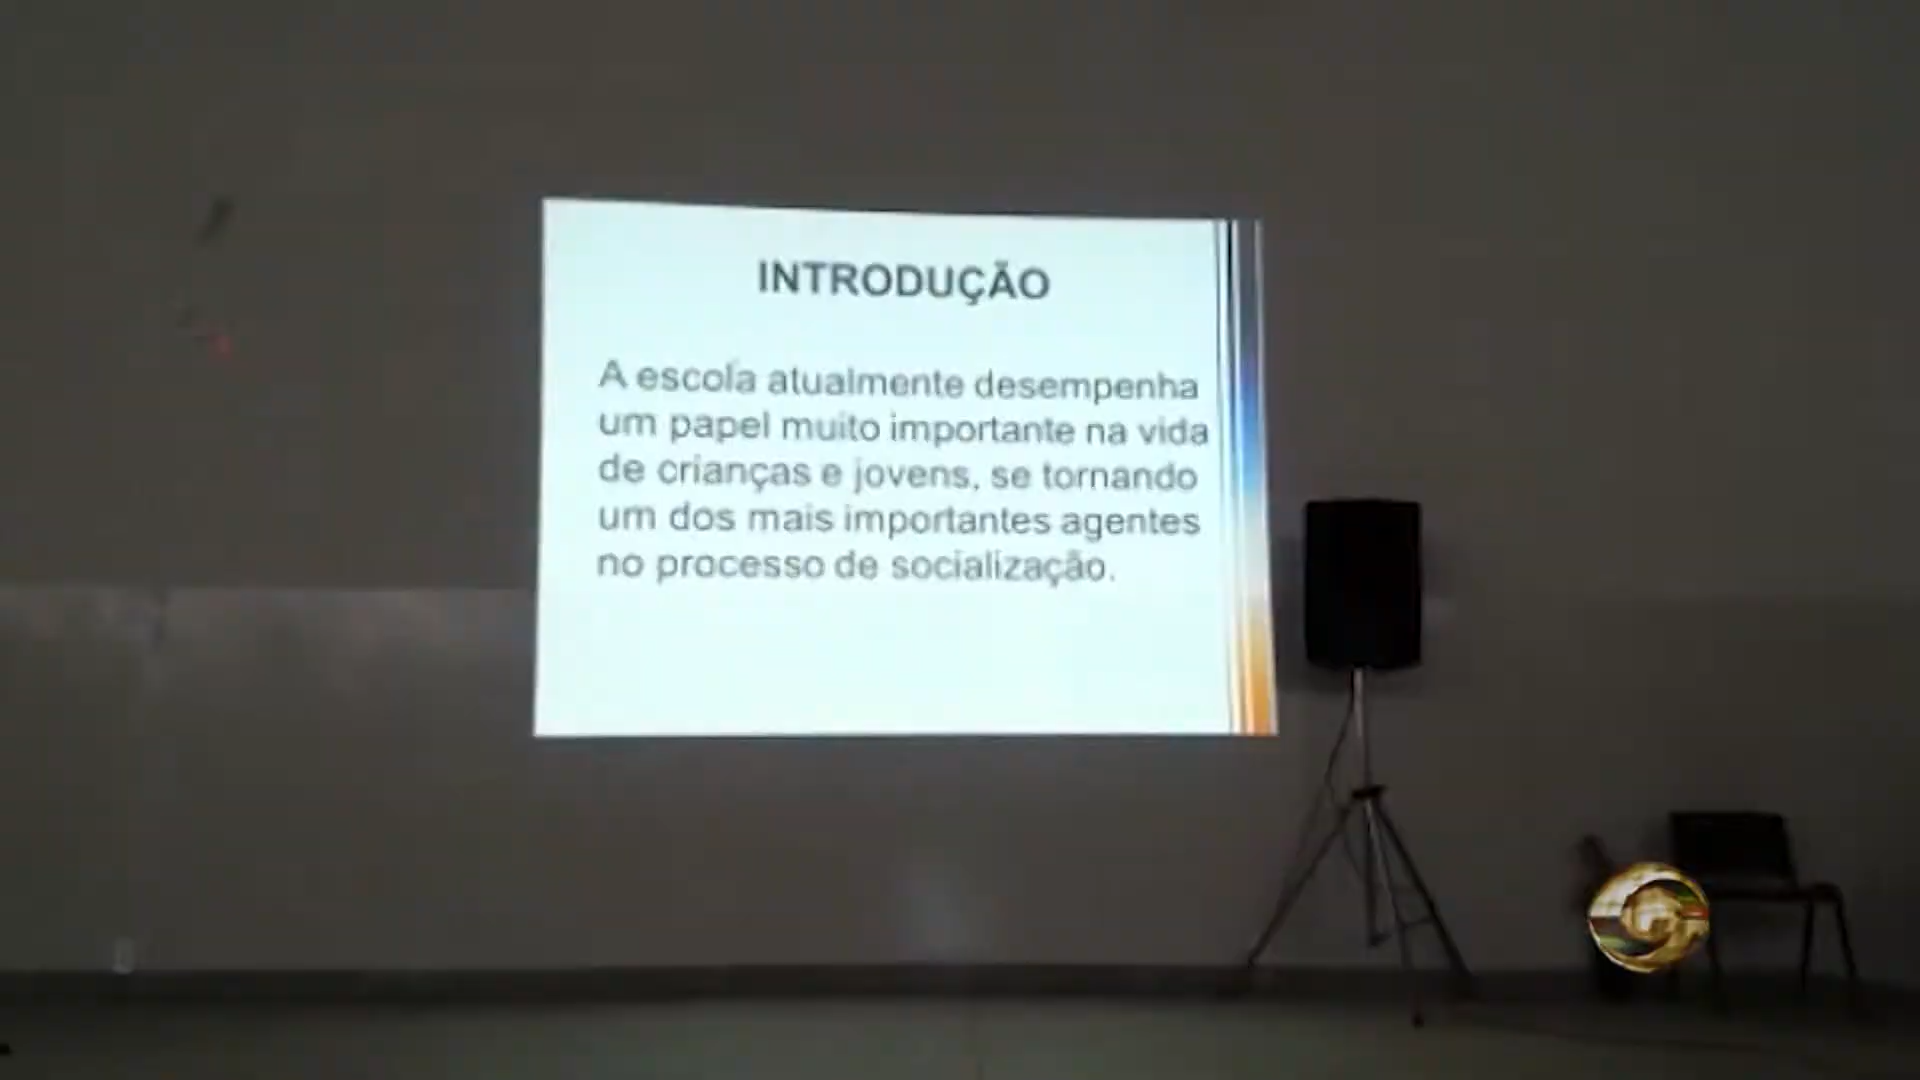 INTRODUÇÃO
A escola atualmente desempenha
um papel muito importante na vida
de crianças e jovens, se tornando
um dos mais importantes agentes
no processo de socialização.